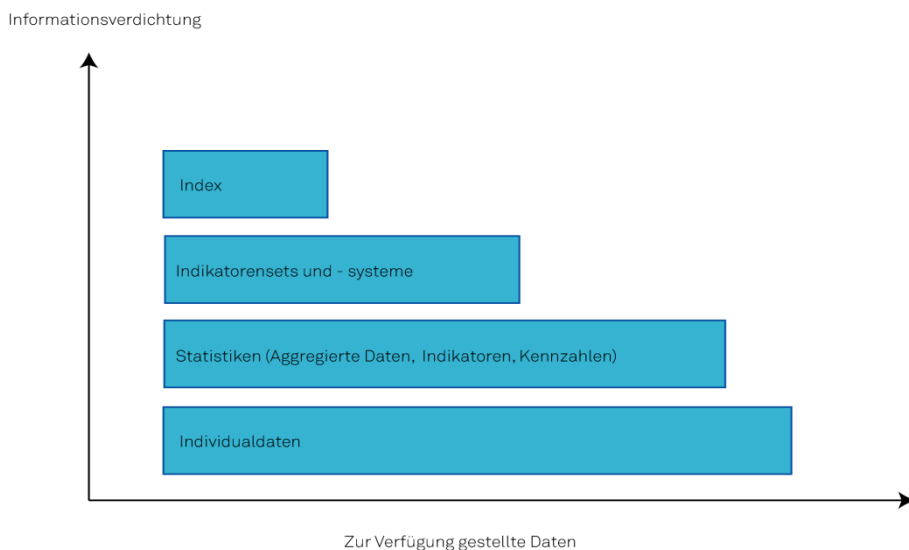 Informationsverdichtung
Index
Indikatorensets und - systeme
Statistiken (Aggregierte Daten, Indikatoren, Kennzahlen)
Individualdaten
Zur Verfügung gestellte Daten